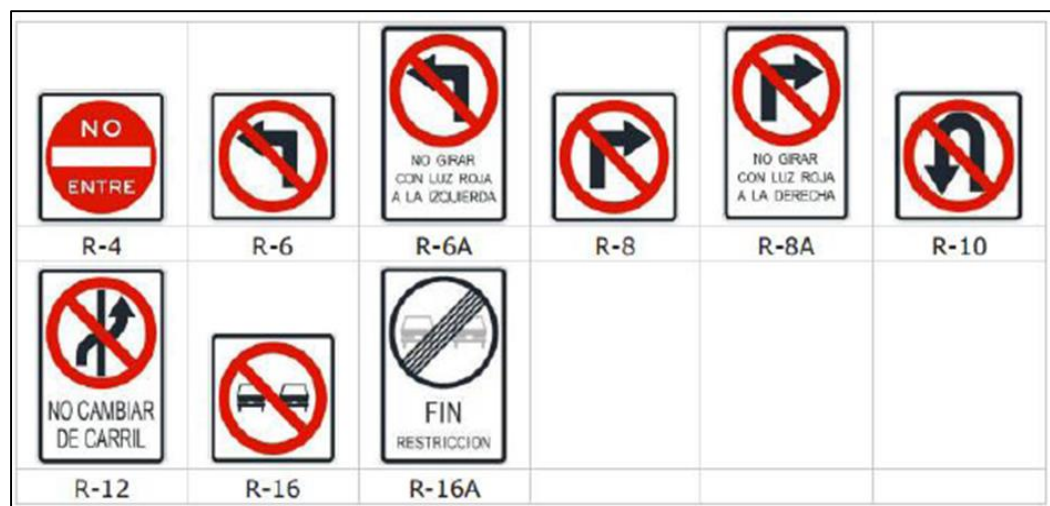 NO
ENTRE
NO GIRAR
CON LUZ ROJA
A LA IZQUIERDA
NO GIRAR
CON LUZ ROJA
A LA DERECHA
R-4 R-6 R-6A R-8 R-8A R-10
NO CAMBIAR
DE CARRIL
FIN
RESTRICCION
R-12 R-16 R-16A